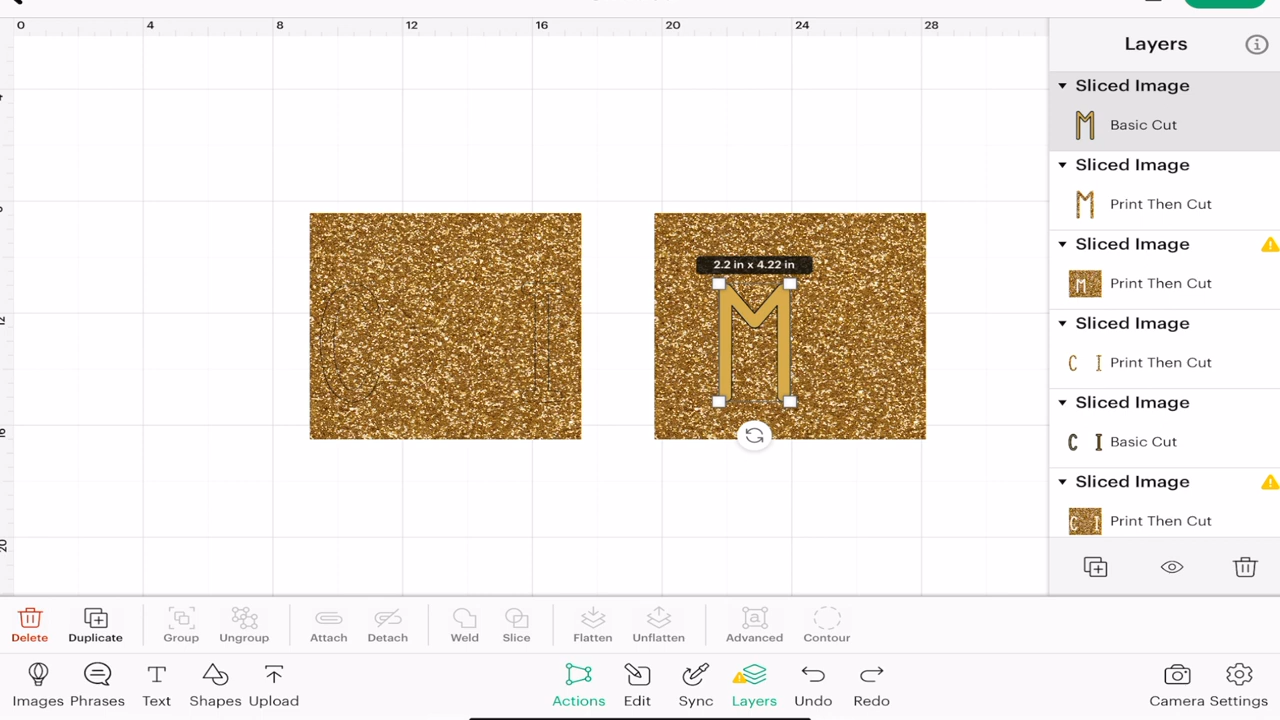 0 4 8 12 16 20 24 28
Layers
Sliced Image
Basic Cut
Sliced Image
Print Then Cut
Sliced Image
Print Then Cut
Sliced Image
Print Then Cut
Sliced Image
Basic Cut
Sliced Image
Print Then Cut
2.2 in x 4.22 in
M
C I
12
16
20
Delete Duplicate Group Ungroup Attach Detach Weld Slice Flatten Unflatten Advanced Contour
Images Phrases Text Shapes Upload Actions Edit Sync Layers Undo Redo Camera Settings